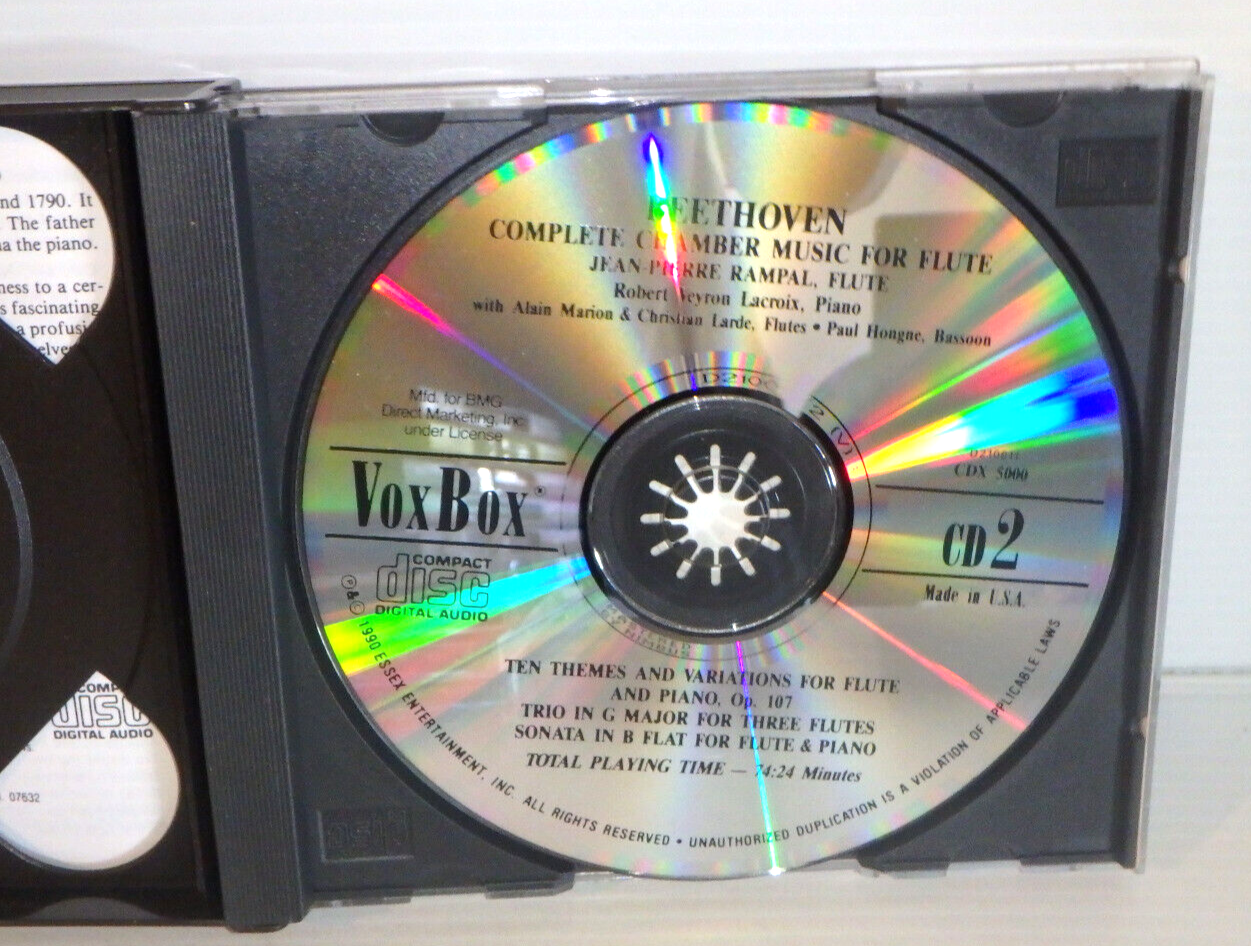 nd 1790. It
. The father
na the piano.
ness to a cer-
s fascinating
a profusi
elve
COMP
disc
DIGITAL AUDIO
07632
BEETHOVEN
COMPLETE CHAMBER MUSIC FOR FLUTE
JEAN-PIERRE RAMPAL, FLUTE
Robert Veyron Lacroix, Piano
with Alain Marion & Christian Larde, Flutes • Paul Hongne, Bassoon
Mfd. for BMG
Direct Marketing, Inc.
under License
VoxBox®
COMPACT
disc
DIGITAL AUDIO
CDX 5000
CD 2
Made in U.S.A.
TEN THEMES AND VARIATIONS FOR FLUTE
AND PIANO, Op. 107
TRIO IN G MAJOR FOR THREE FLUTES
SONATA IN B FLAT FOR FLUTE & PIANO
TOTAL PLAYING TIME — 74:24 Minutes
℗&© 1990 ESSEX ENTERTAINMENT, INC. ALL RIGHTS RESERVED • UNAUTHORIZED DUPLICATION IS A VIOLATION OF APPLICABLE LAWS